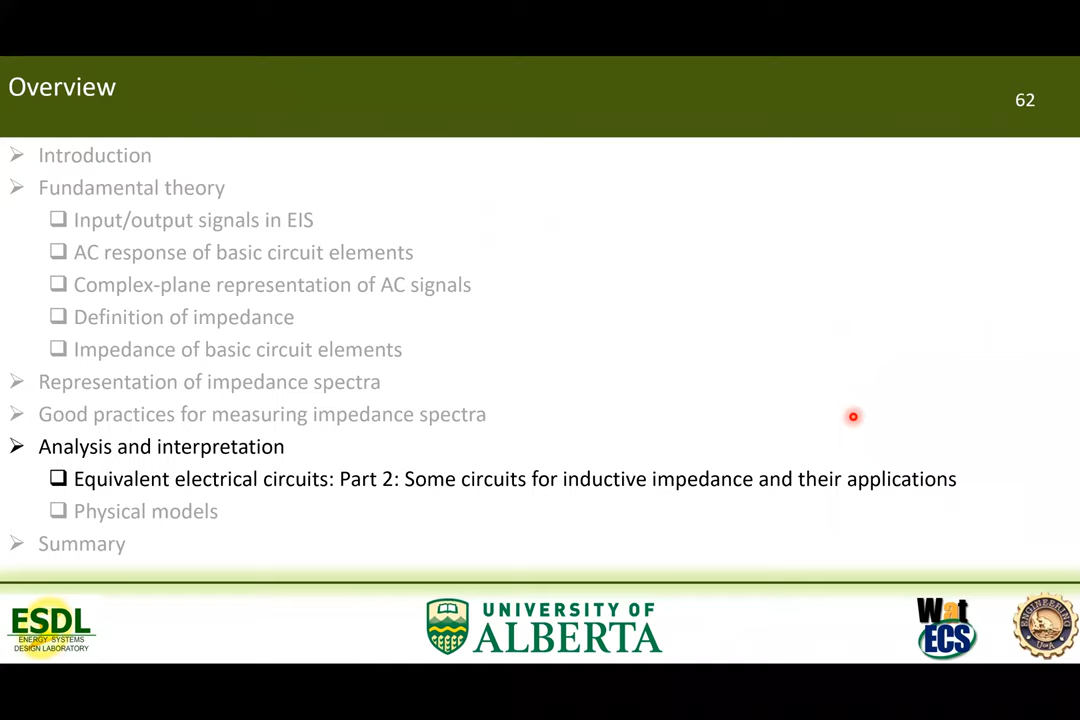 Overview
62
Introduction
Fundamental theory
Input/output signals in EIS
AC response of basic circuit elements
Complex-plane representation of AC signals
Definition of impedance
Impedance of basic circuit elements
Representation of impedance spectra
Good practices for measuring impedance spectra
Analysis and interpretation
Equivalent electrical circuits: Part 2: Some circuits for inductive impedance and their applications
Physical models
Summary
ESDL
ENERGY SYSTEMS
DESIGN LABORATORY
UNIVERSITY OF
ALBERTA
Wat
ECS
ENGINEERING
U of A